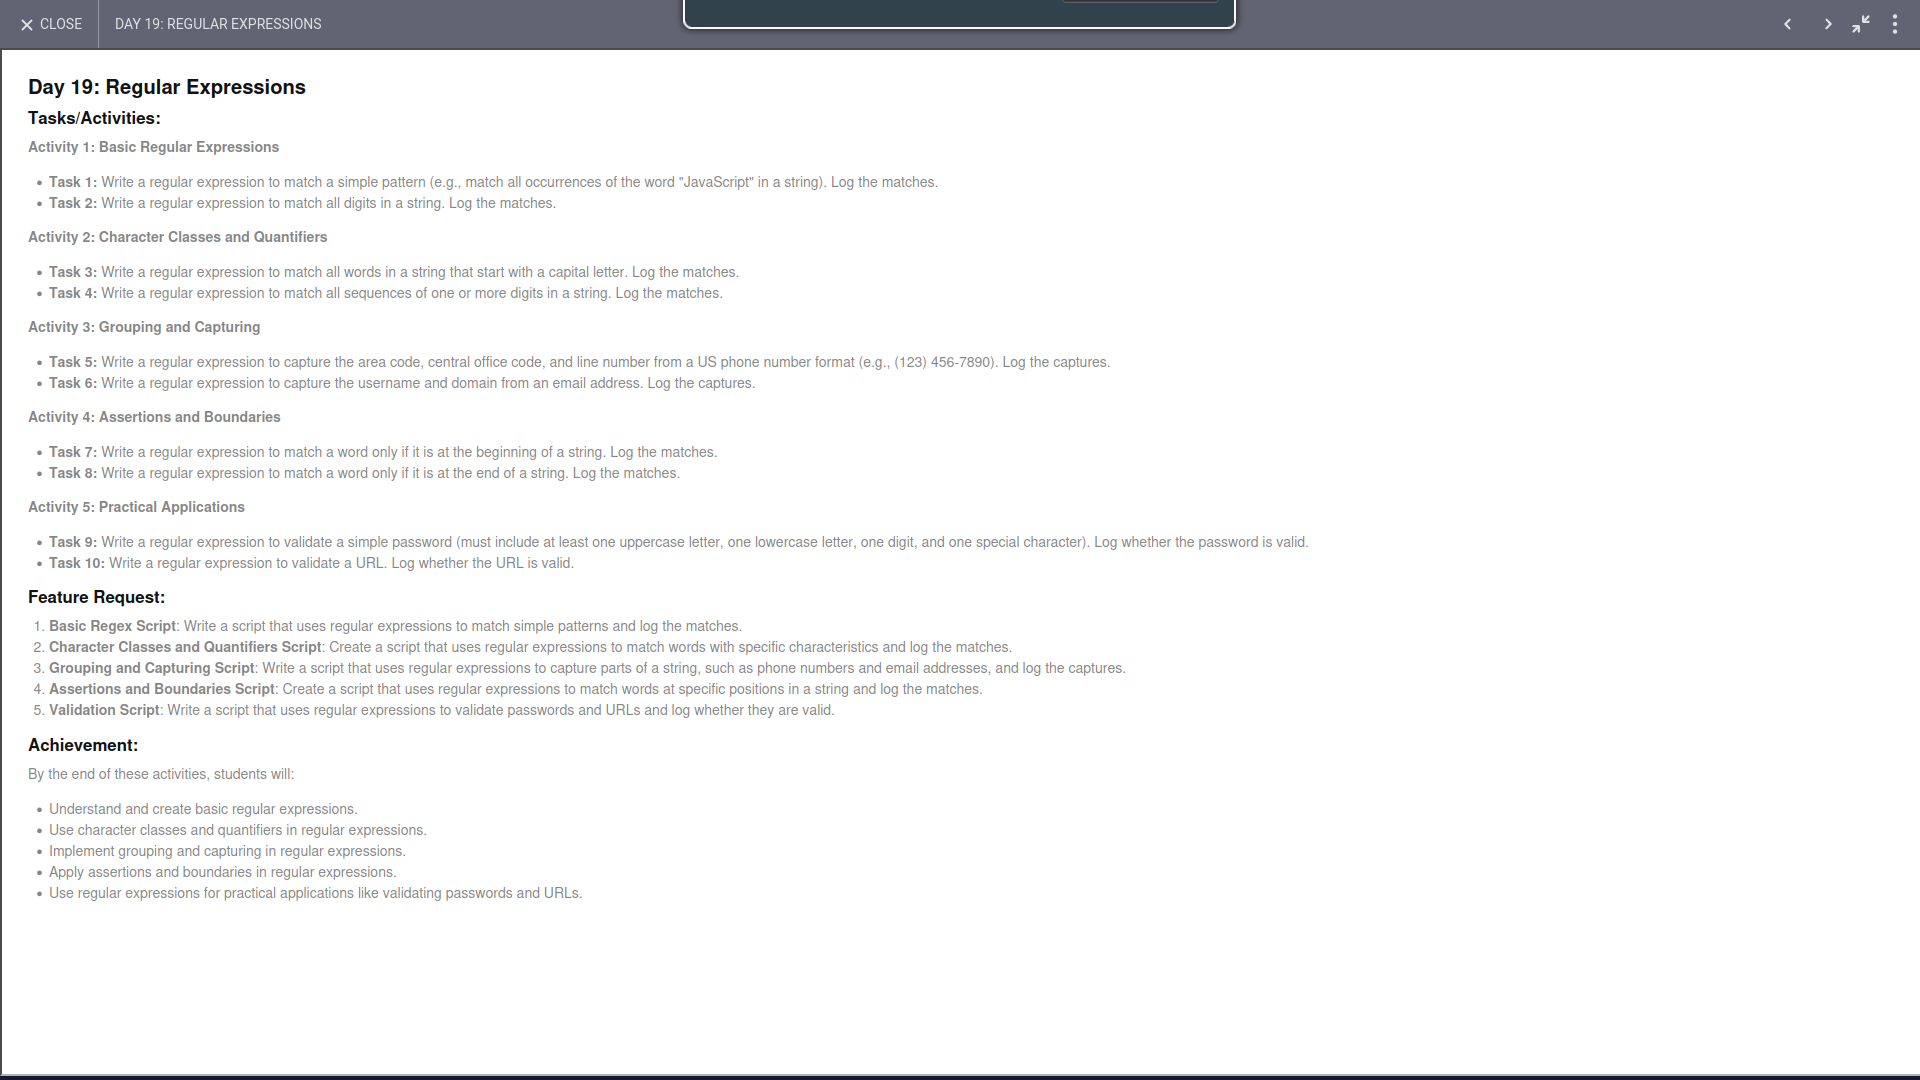 CLOSE
DAY 19: REGULAR EXPRESSIONS
Day 19: Regular Expressions
Tasks/Activities:
Activity 1: Basic Regular Expressions
Task 1: Write a regular expression to match a simple pattern (e.g., match all occurrences of the word "JavaScript" in a string). Log the matches.
Task 2: Write a regular expression to match all digits in a string. Log the matches.
Activity 2: Character Classes and Quantifiers
Task 3: Write a regular expression to match all words in a string that start with a capital letter. Log the matches.
Task 4: Write a regular expression to match all sequences of one or more digits in a string. Log the matches.
Activity 3: Grouping and Capturing
Task 5: Write a regular expression to capture the area code, central office code, and line number from a US phone number format (e.g., (123) 456-7890). Log the captures.
Task 6: Write a regular expression to capture the username and domain from an email address. Log the captures.
Activity 4: Assertions and Boundaries
Task 7: Write a regular expression to match a word only if it is at the beginning of a string. Log the matches.
Task 8: Write a regular expression to match a word only if it is at the end of a string. Log the matches.
Activity 5: Practical Applications
Task 9: Write a regular expression to validate a simple password (must include at least one uppercase letter, one lowercase letter, one digit, and one special character). Log whether the password is valid.
Task 10: Write a regular expression to validate a URL. Log whether the URL is valid.
Feature Request:
1. Basic Regex Script: Write a script that uses regular expressions to match simple patterns and log the matches.
2. Character Classes and Quantifiers Script: Create a script that uses regular expressions to match words with specific characteristics and log the matches.
3. Grouping and Capturing Script: Write a script that uses regular expressions to capture parts of a string, such as phone numbers and email addresses, and log the captures.
4. Assertions and Boundaries Script: Create a script that uses regular expressions to match words at specific positions in a string and log the matches.
5. Validation Script: Write a script that uses regular expressions to validate passwords and URLs and log whether they are valid.
Achievement:
By the end of these activities, students will:
Understand and create basic regular expressions.
Use character classes and quantifiers in regular expressions.
Implement grouping and capturing in regular expressions.
Apply assertions and boundaries in regular expressions.
Use regular expressions for practical applications like validating passwords and URLs.